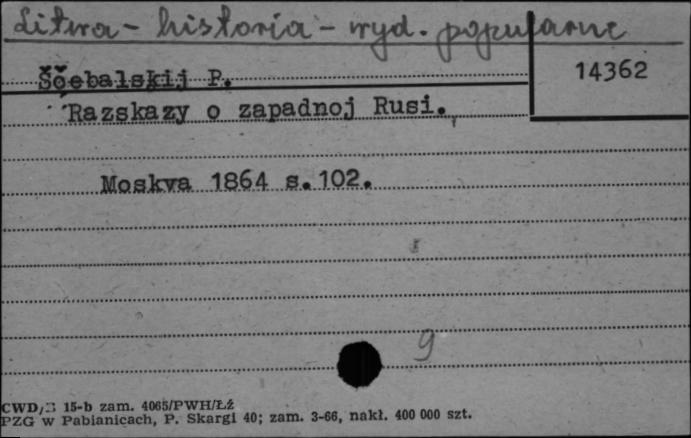 Litwa - historia - wyd. popularne
14362
Ščebalskij P.
Razskazy o zapadnoj Rusi.
Moskva 1864 s. 102.
9
CWD, 15-b zam. 4065/PWH/Łź
PZG w Pabianicach, P. Skargi 40; zam. 3-66, nakł. 400 000 szt.